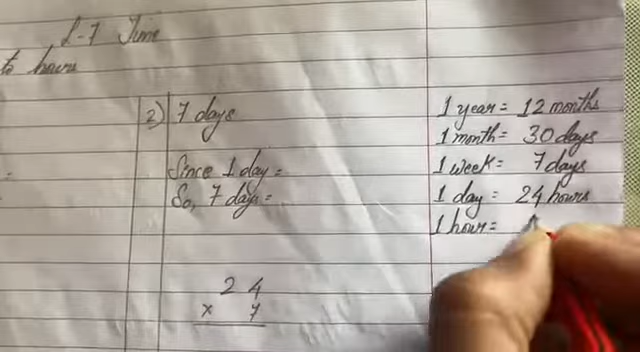 L-7 Time
to hours
2) 7 days
Since 1 day =
So, 7 days =
2 4
x 7
1 year = 12 months
1 month = 30 days
1 week = 7 days
1 day = 24 hours
1 hour =